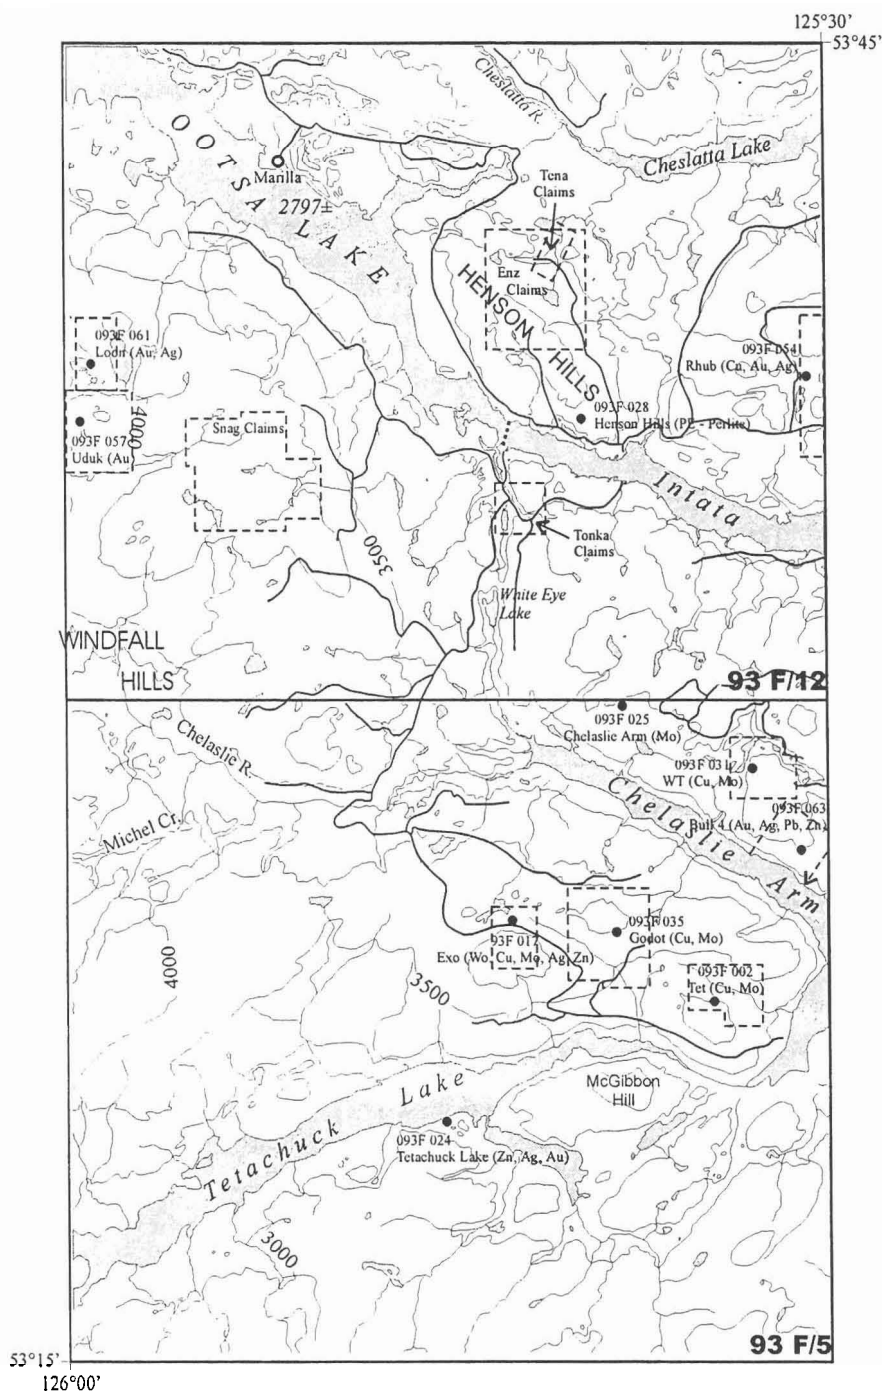 125°30'
53°45'
Cheslatta R.
OOTSA LAKE
Marilla
2797±
Cheslatta Lake
Tena
Claims
Enz
Claims
HENSOM HILLS
093F 061
Loon (Au, Ag)
4000
093F 057
Uduk (Au)
Snag Claims
093F 054
Rhub (Cu, Au, Ag)
093F 028
Henson Hills (PE - Perlite)
Intata
Tonka
Claims
3500
White Eye
Lake
WINDFALL
HILLS
93 F/12
093F 025
Chelaslie Arm (Mo)
Chelaslie R.
093F 031
WT (Cu, Mo)
Michel Cr.
093F 063
Bull 4 (Au, Ag, Pb, Zn)
Chelaslie Arm
093F 035
Godot (Cu, Mo)
93F 017
Exo (Wo, Cu, Mo, Ag, Zn)
093F 002
Tet (Cu, Mo)
4000
3500
McGibbon
Hill
Tetachuck Lake
093F 024
Tetachuck Lake (Zn, Ag, Au)
3000
93 F/5
53°15'
126°00'